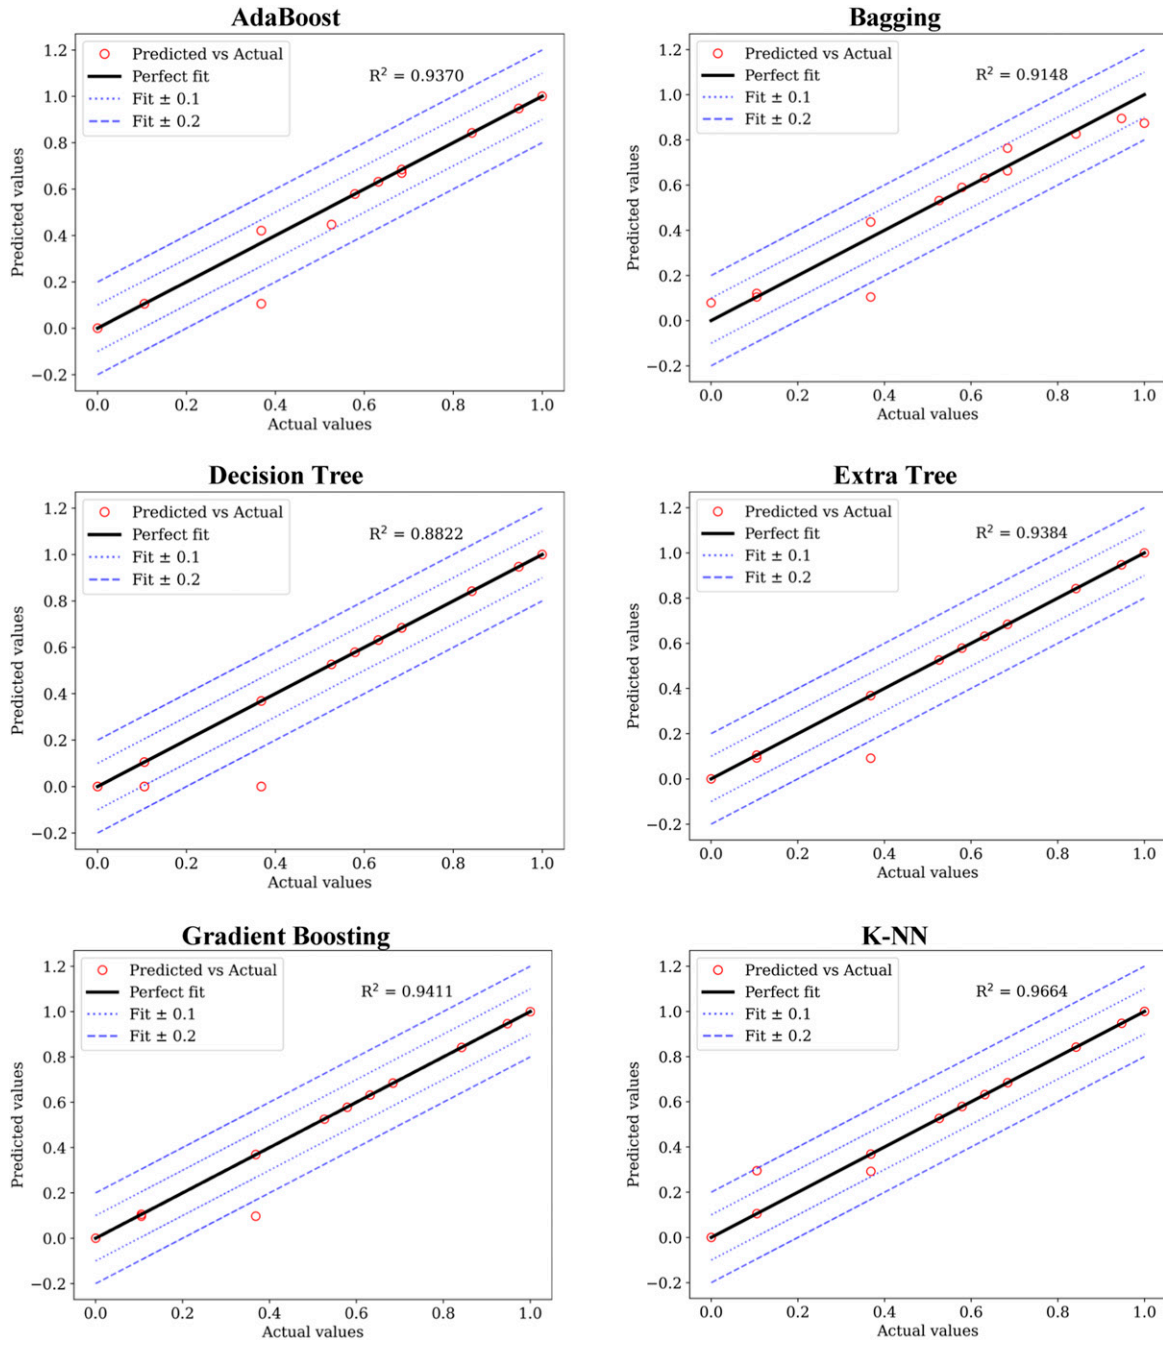 AdaBoost
Predicted vs Actual
Perfect fit
Fit ± 0.1
Fit ± 0.2
R² = 0.9370
1.2
1.0
0.8
0.6
0.4
0.2
0.0
−0.2
Predicted values
0.0 0.2 0.4 0.6 0.8 1.0
Actual values
Bagging
Predicted vs Actual
Perfect fit
Fit ± 0.1
Fit ± 0.2
R² = 0.9148
1.2
1.0
0.8
0.6
0.4
0.2
0.0
−0.2
Predicted values
0.0 0.2 0.4 0.6 0.8 1.0
Actual values
Decision Tree
Predicted vs Actual
Perfect fit
Fit ± 0.1
Fit ± 0.2
R² = 0.8822
1.2
1.0
0.8
0.6
0.4
0.2
0.0
−0.2
Predicted values
0.0 0.2 0.4 0.6 0.8 1.0
Actual values
Extra Tree
Predicted vs Actual
Perfect fit
Fit ± 0.1
Fit ± 0.2
R² = 0.9384
1.2
1.0
0.8
0.6
0.4
0.2
0.0
−0.2
Predicted values
0.0 0.2 0.4 0.6 0.8 1.0
Actual values
Gradient Boosting
Predicted vs Actual
Perfect fit
Fit ± 0.1
Fit ± 0.2
R² = 0.9411
1.2
1.0
0.8
0.6
0.4
0.2
0.0
−0.2
Predicted values
0.0 0.2 0.4 0.6 0.8 1.0
Actual values
K-NN
Predicted vs Actual
Perfect fit
Fit ± 0.1
Fit ± 0.2
R² = 0.9664
1.2
1.0
0.8
0.6
0.4
0.2
0.0
−0.2
Predicted values
0.0 0.2 0.4 0.6 0.8 1.0
Actual values